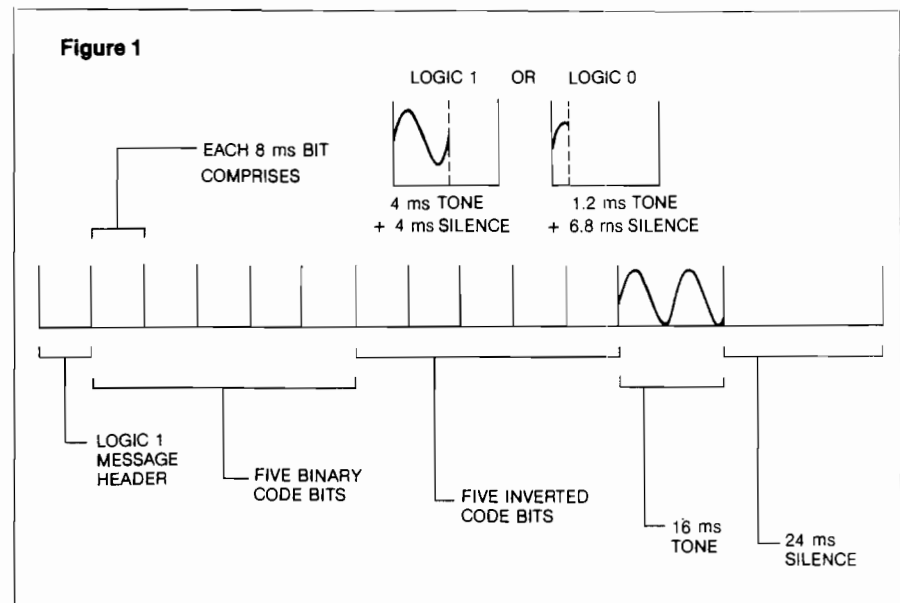 Figure 1
LOGIC 1 OR LOGIC 0
EACH 8 ms BIT
COMPRISES
4 ms TONE
+ 4 ms SILENCE
1.2 ms TONE
+ 6.8 ms SILENCE
LOGIC 1
MESSAGE
HEADER
FIVE BINARY
CODE BITS
FIVE INVERTED
CODE BITS
16 ms
TONE
24 ms
SILENCE